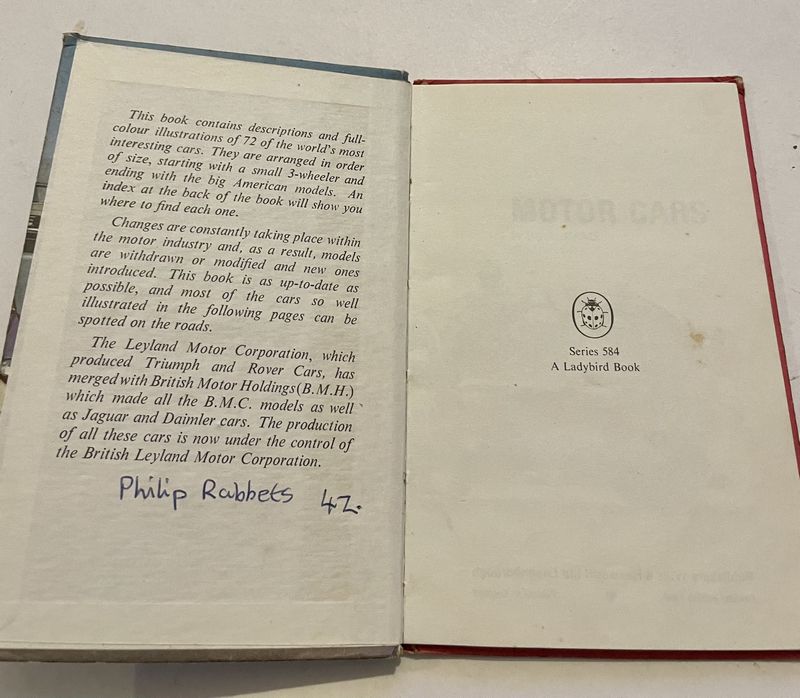 This book contains descriptions and full-
colour illustrations of 72 of the world's most
interesting cars. They are arranged in order
of size, starting with a small 3-wheeler and
ending with the big American models. An
index at the back of the book will show you
where to find each one.
Changes are constantly taking place within
the motor industry and, as a result, models
are withdrawn or modified and new ones
introduced. This book is as up-to-date as
possible, and most of the cars so well
illustrated in the following pages can be
spotted on the roads.
The Leyland Motor Corporation, which
produced Triumph and Rover Cars, has
merged with British Motor Holdings (B.M.H.)
which made all the B.M.C. models as well
as Jaguar and Daimler cars. The production
of all these cars is now under the control of
the British Leyland Motor Corporation.
Philip Rabbets 4Z.
MOTOR CARS
Series 584
A Ladybird Book